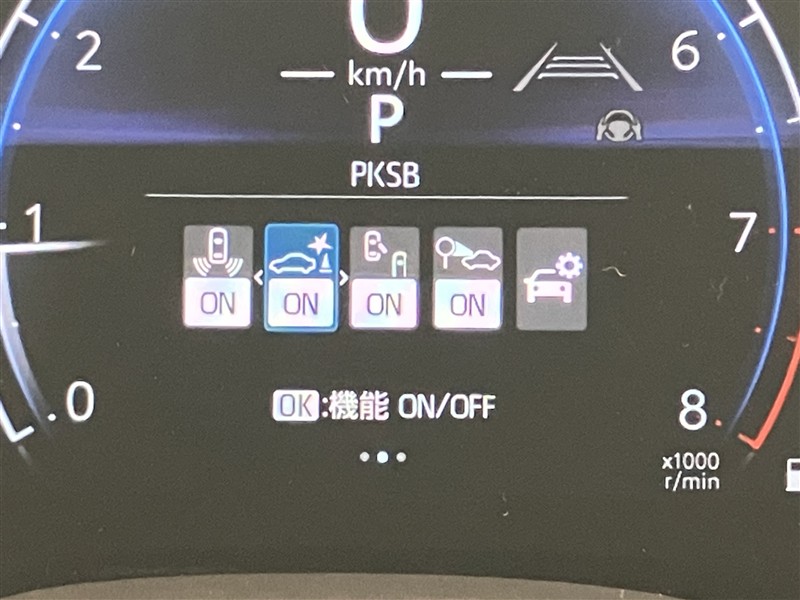 0
2
6
km/h
P
PKSB
1
7
ON ON ON ON
OK:機能 ON/OFF
0
8
x1000
r/min